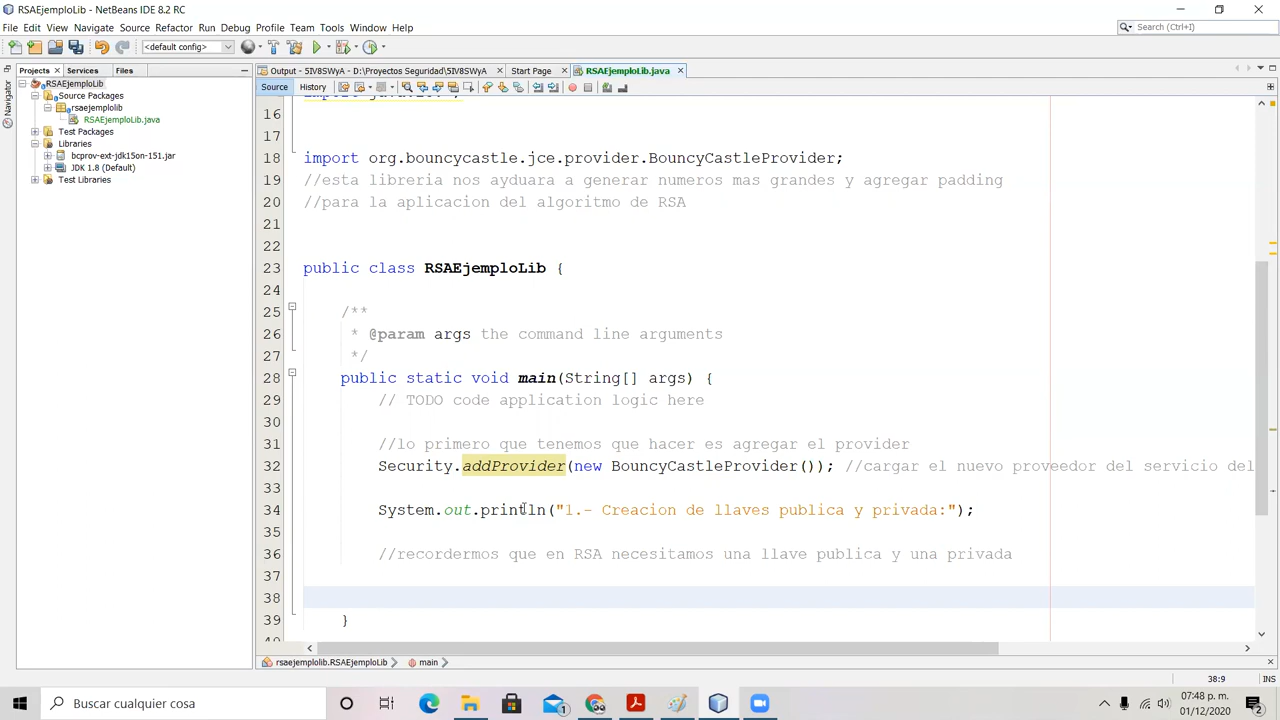 RSAEjemploLib - NetBeans IDE 8.2 RC
File Edit View Navigate Source Refactor Run Debug Profile Team Tools Window Help
Search (Ctrl+I)
<default config>
Projects Services Files
Output - D:\Proyectos Seguridad\5IV8SWyA - 5IV8SWyA Start Page RSAEjemploLib.java
Source History
Navigator
RSAEjemploLib
Source Packages
rsaejemplolib
RSAEjemploLib.java
Test Packages
Libraries
bcprov-ext-jdk15on-151.jar
JDK 1.8 (Default)
Test Libraries
16
17
18 import org.bouncycastle.jce.provider.BouncyCastleProvider;
19 //esta libreria nos ayduara a generar numeros mas grandes y agregar padding
20 //para la aplicacion del algoritmo de RSA
21
22
23 public class RSAEjemploLib {
24
25 /**
26 * @param args the command line arguments
27 */
28 public static void main(String[] args) {
29 // TODO code application logic here
30
31 //lo primero que tenemos que hacer es agregar el provider
32 Security.addProvider(new BouncyCastleProvider()); //cargar el nuevo proveedor del servicio del
33
34 System.out.println("1.- Creacion de llaves publica y privada:");
35
36 //recordermos que en RSA necesitamos una llave publica y una privada
37
38
39 }
rsaejemplolib.RSAEjemploLib main
38:9 INS
Buscar cualquier cosa
1
07:48 p. m.
01/12/2020
2